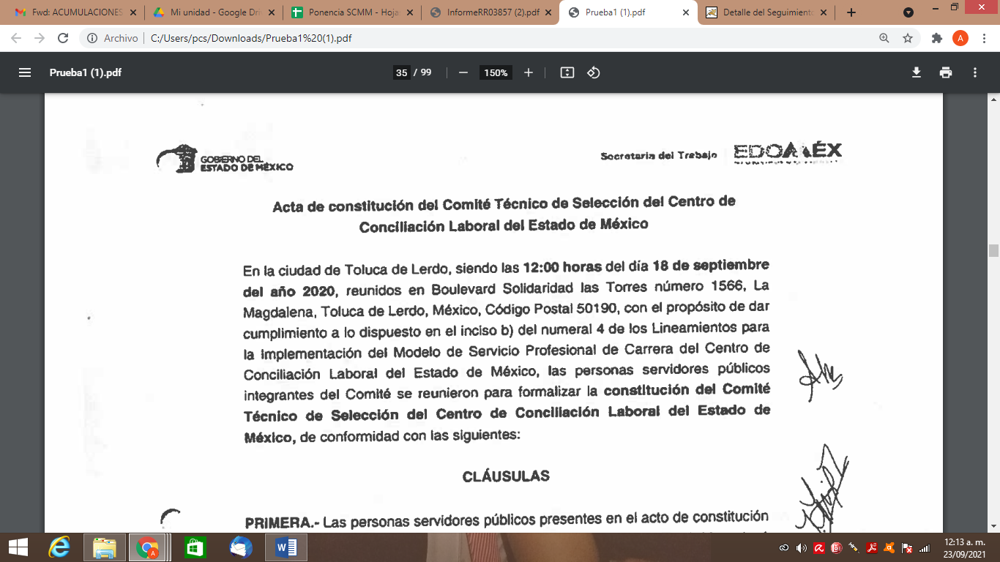 Fwd: ACUMULACIONES
Mi unidad - Google Dri
Ponencia SCMM - Hoja
InformeRR03857 (2).pdf
Prueba1 (1).pdf
Detalle del Seguimiento
Archivo
C:/Users/pcs/Downloads/Prueba1%20(1).pdf
A
Prueba1 (1).pdf
35 / 99
150%
GOBIERNO DEL
ESTADO DE MÉXICO
Secretaria del Trabajo
EDOMÉX
Acta de constitución del Comité Técnico de Selección del Centro de
Conciliación Laboral del Estado de México
En la ciudad de Toluca de Lerdo, siendo las 12:00 horas del día 18 de septiembre
del año 2020, reunidos en Boulevard Solidaridad las Torres número 1566, La
Magdalena, Toluca de Lerdo, México, Código Postal 50190, con el propósito de dar
cumplimiento a lo dispuesto en el inciso b) del numeral 4 de los Lineamientos para
la Implementación del Modelo de Servicio Profesional de Carrera del Centro de
Conciliación Laboral del Estado de México, las personas servidores públicos
integrantes del Comité se reunieron para formalizar la constitución del Comité
Técnico de Selección del Centro de Conciliación Laboral del Estado de
México, de conformidad con las siguientes:
CLÁUSULAS
PRIMERA.- Las personas servidores públicos presentes en el acto de constitución
12:13 a. m.
23/09/2021